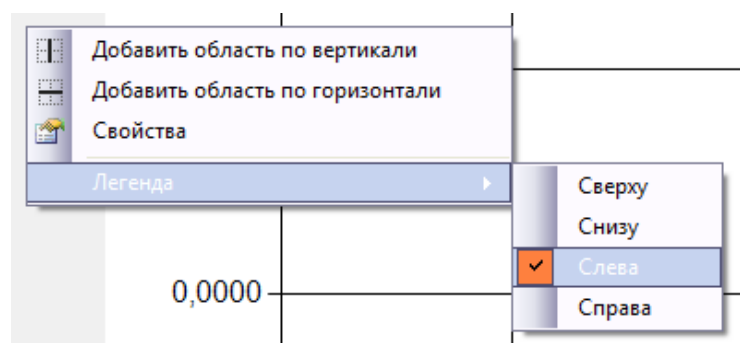 Добавить область по вертикали
Добавить область по горизонтали
Свойства
Легенда
Сверху
Снизу
Слева
Справа
0,0000